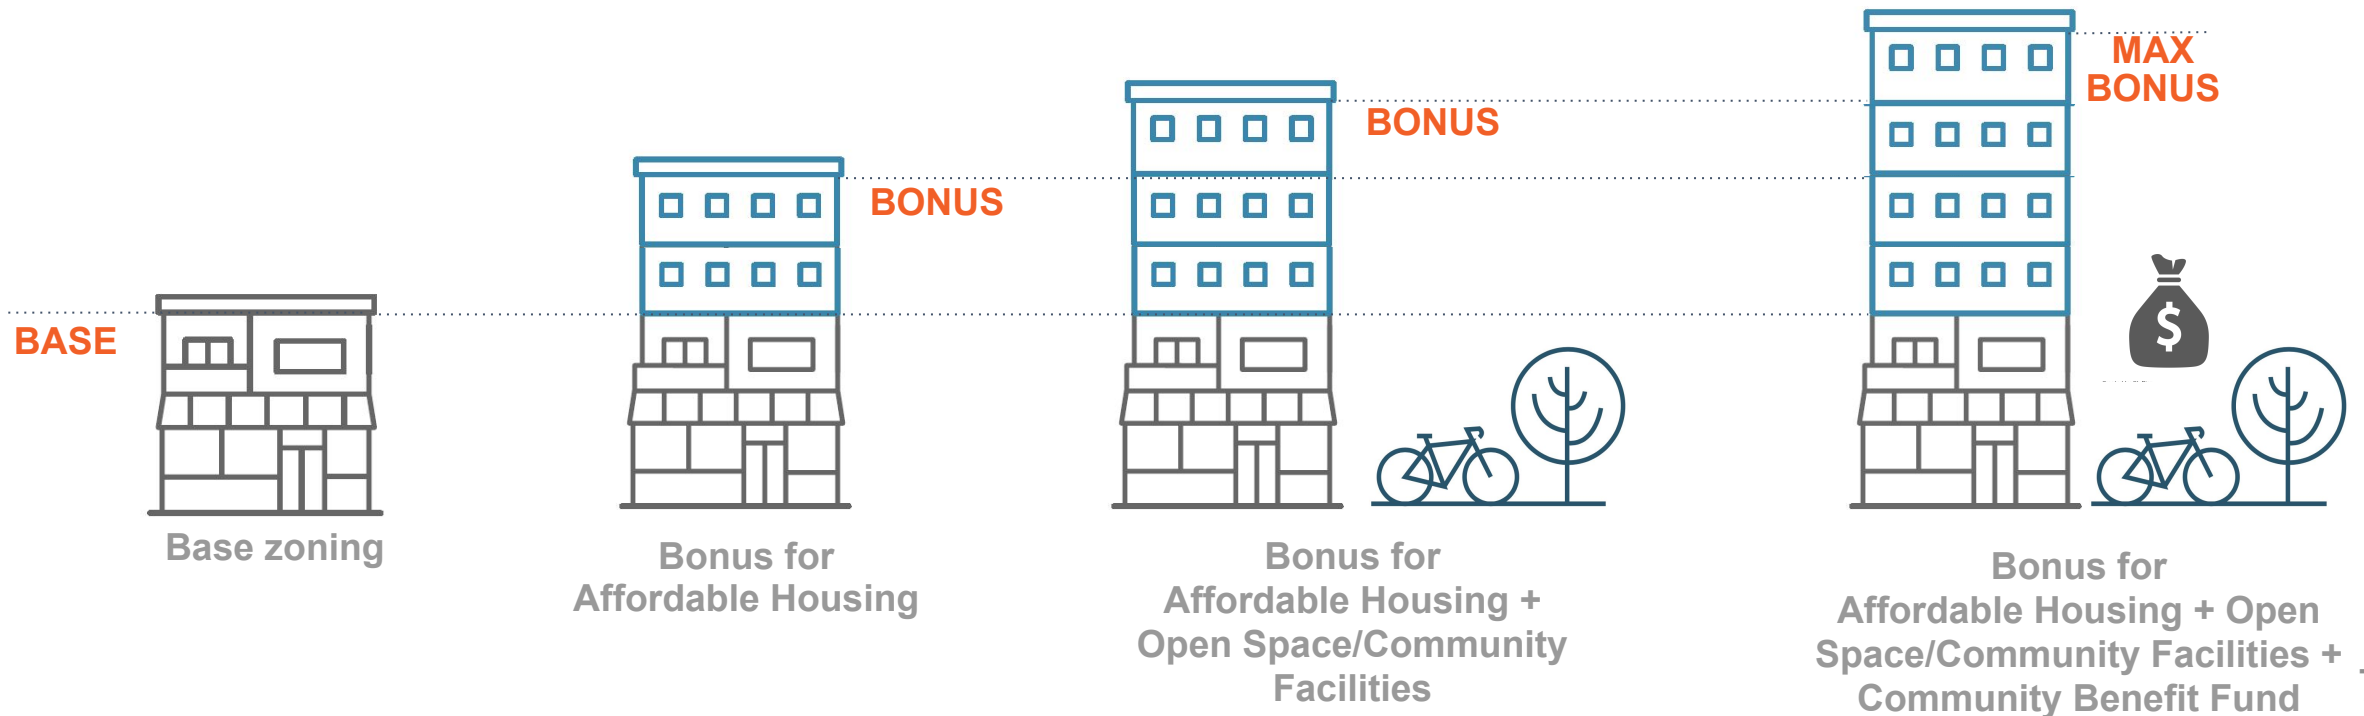 MAX
BONUS
BONUS
BONUS
BASE
$
Base zoning
Bonus for
Affordable Housing
Bonus for
Affordable Housing +
Open Space/Community
Facilities
Bonus for
Affordable Housing + Open
Space/Community Facilities +
Community Benefit Fund